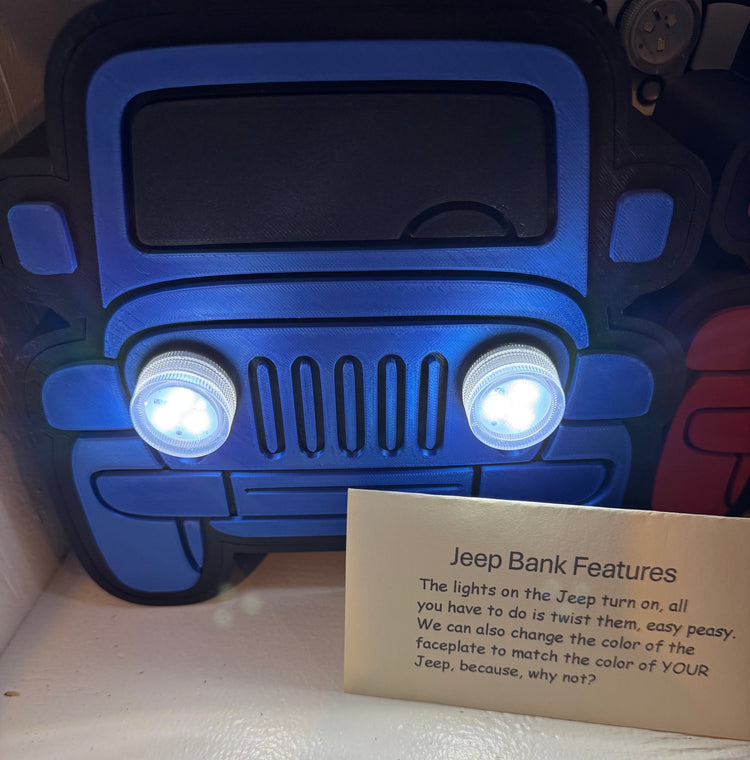 Jeep Bank Features
The lights on the Jeep turn on, all
you have to do is twist them, easy peasy.
We can also change the color of the
faceplate to match the color of YOUR
Jeep, because, why not?